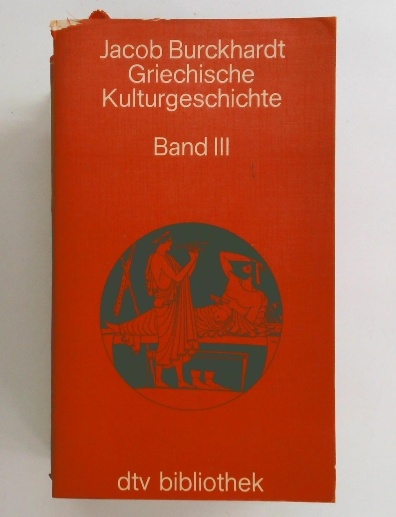 Jacob Burckhardt
Griechische
Kulturgeschichte
Band III
dtv bibliothek